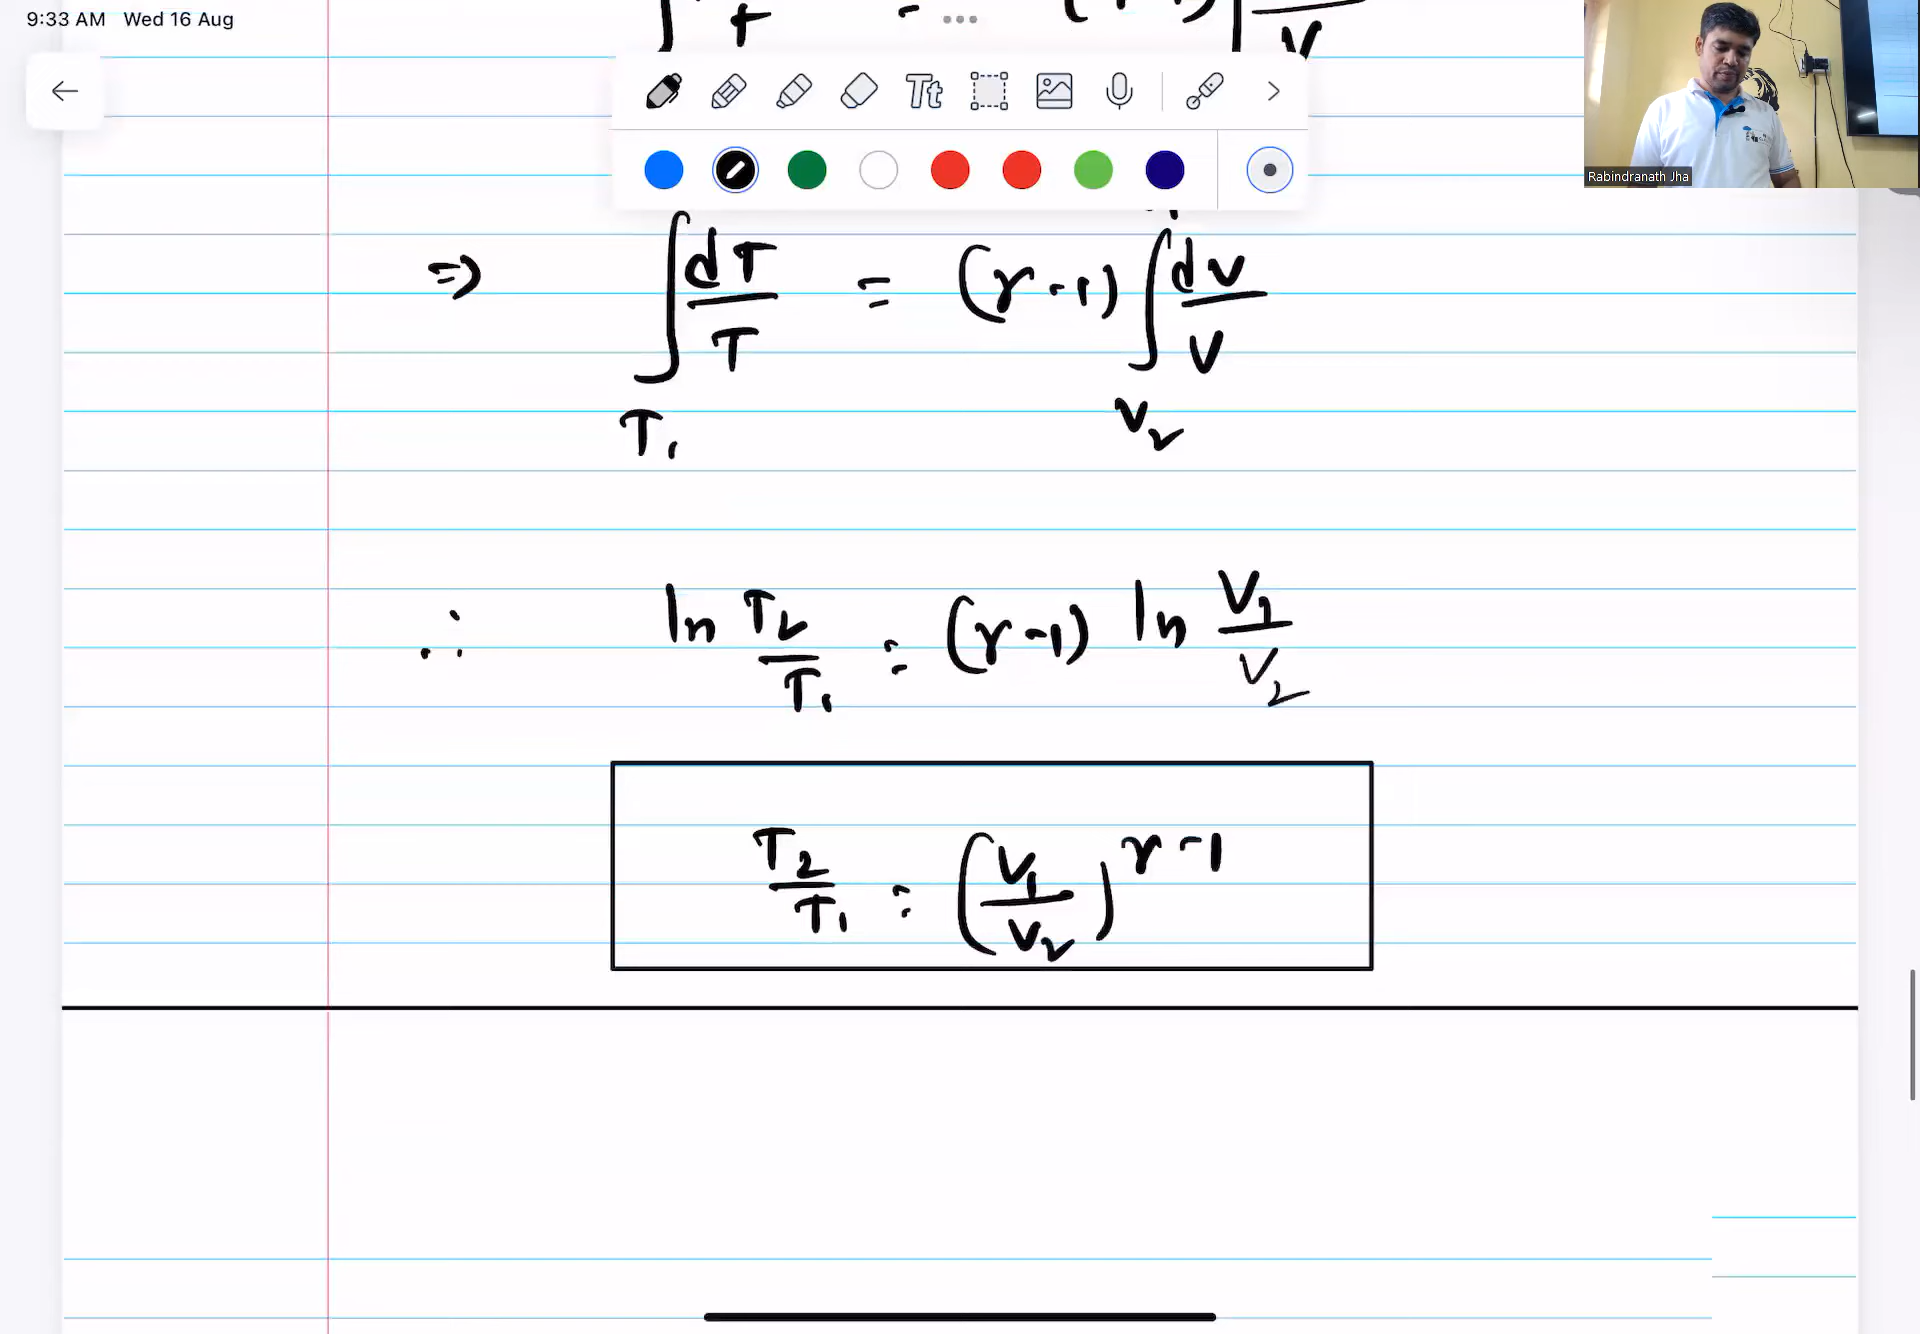 9:33 AM Wed 16 Aug
Tt
Rabindranath Jha
⇒ ∫ dT/T = (γ-1) ∫ dV/V
T₁ V₂
∴ ln T₂/T₁ = (γ-1) ln V₁/V₂
T₂/T₁ = (V₁/V₂)^γ-1